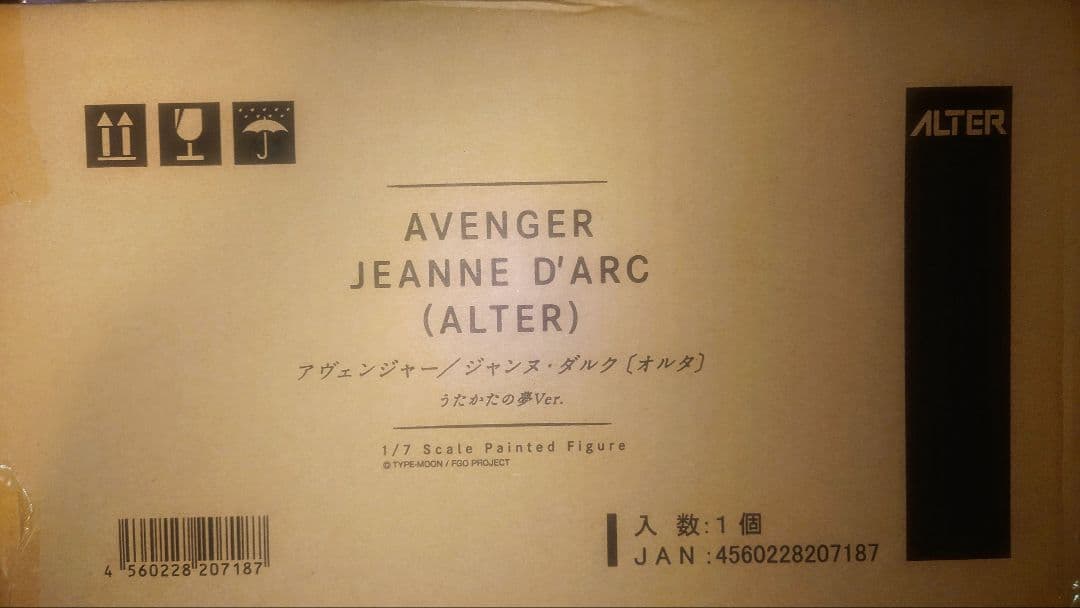 ALTER
AVENGER
JEANNE D'ARC
(ALTER)
アヴェンジャー/ジャンヌ・ダルク〔オルタ〕
うたかたの夢Ver.
1/7 Scale Painted Figure
©TYPE-MOON / FGO PROJECT
4 560228 207187
入 数:1 個
JAN:4560228207187